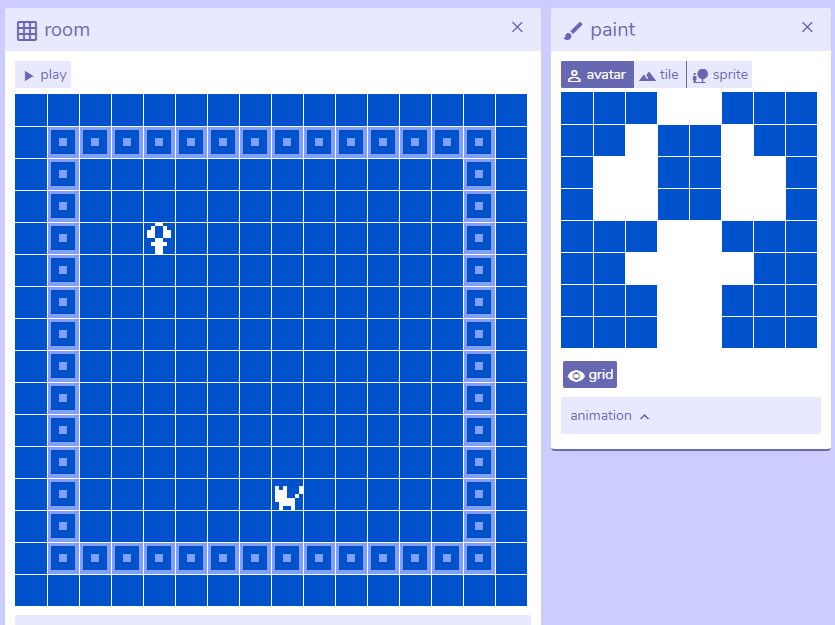 room
play
paint
avatar
tile
sprite
grid
animation